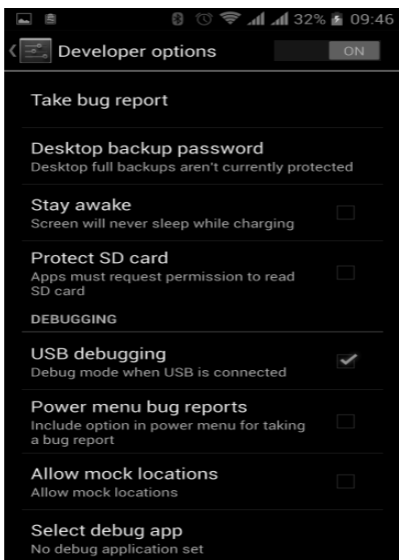 32% 09:46
Developer options ON
Take bug report
Desktop backup password
Desktop full backups aren't currently protected
Stay awake
Screen will never sleep while charging
Protect SD card
Apps must request permission to read
SD card
DEBUGGING
USB debugging
Debug mode when USB is connected
Power menu bug reports
Include option in power menu for taking
a bug report
Allow mock locations
Allow mock locations
Select debug app
No debug application set